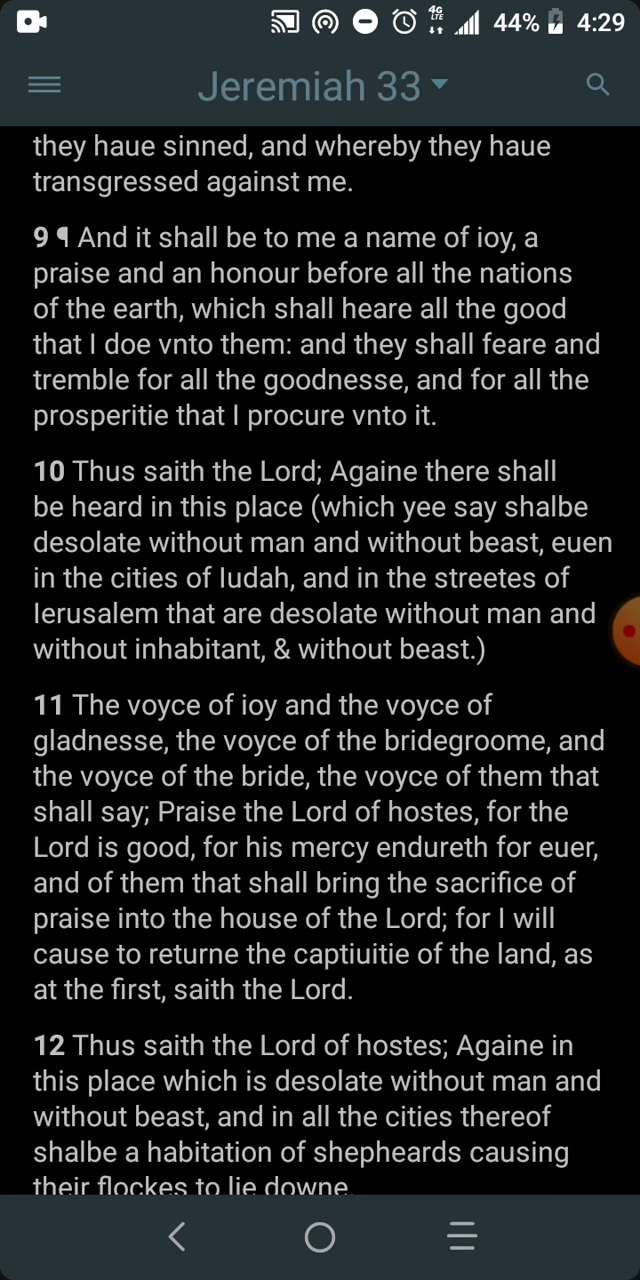 4G
LTE
44%
4:29
Jeremiah 33
they haue sinned, and whereby they haue
transgressed against me.
9 ¶ And it shall be to me a name of ioy, a
praise and an honour before all the nations
of the earth, which shall heare all the good
that I doe vnto them: and they shall feare and
tremble for all the goodnesse, and for all the
prosperitie that I procure vnto it.
10 Thus saith the Lord; Againe there shall
be heard in this place (which yee say shalbe
desolate without man and without beast, euen
in the cities of Iudah, and in the streetes of
Ierusalem that are desolate without man and
without inhabitant, & without beast.)
11 The voyce of ioy and the voyce of
gladnesse, the voyce of the bridegroome, and
the voyce of the bride, the voyce of them that
shall say; Praise the Lord of hostes, for the
Lord is good, for his mercy endureth for euer,
and of them that shall bring the sacrifice of
praise into the house of the Lord; for I will
cause to returne the captiuitie of the land, as
at the first, saith the Lord.
12 Thus saith the Lord of hostes; Againe in
this place which is desolate without man and
without beast, and in all the cities thereof
shalbe a habitation of shepheards causing
their flockes to lie downe.